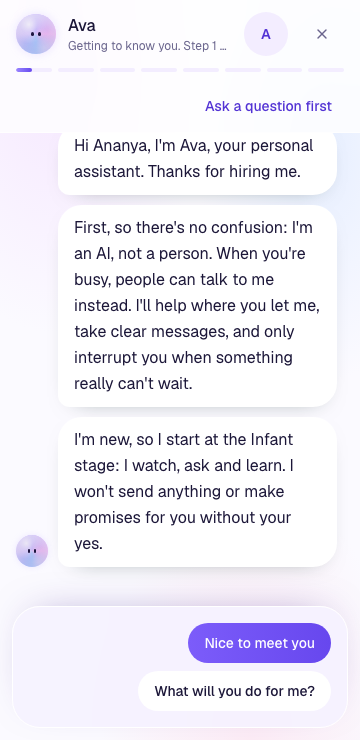 Ava
Getting to know you. Step 1 ...
A
Ask a question first
Hi Ananya, I'm Ava, your personal
assistant. Thanks for hiring me.
First, so there's no confusion: I'm
an AI, not a person. When you're
busy, people can talk to me
instead. I'll help where you let me,
take clear messages, and only
interrupt you when something
really can't wait.
I'm new, so I start at the Infant
stage: I watch, ask and learn. I
won't send anything or make
promises for you without your
yes.
Nice to meet you
What will you do for me?